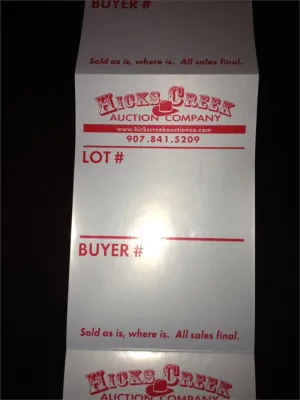 BUYER #
Sold as is, where is. All sales final.
HICKS CREEK
AUCTION COMPANY
www.hickscreekauctionco.com
907.841.5209
LOT #
BUYER #
Sold as is, where is. All sales final.
HICKS CREEK
AUCTION COMPANY